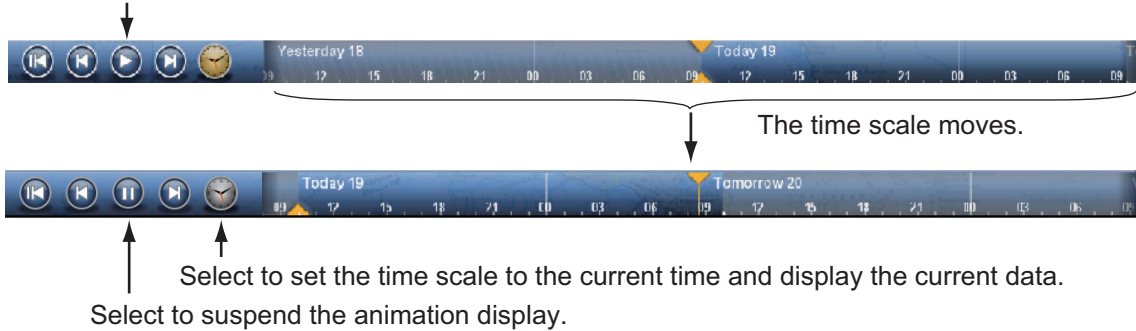 Yesterday 18 Today 19 T
09 12 15 18 21 00 03 06 09 12 15 18 21 00 03 06 09
The time scale moves.
Today 19 Tomorrow 20
09 12 15 18 21 00 03 06 09 12 15 18 21 00 03 06 09
Select to set the time scale to the current time and display the current data.
Select to suspend the animation display.